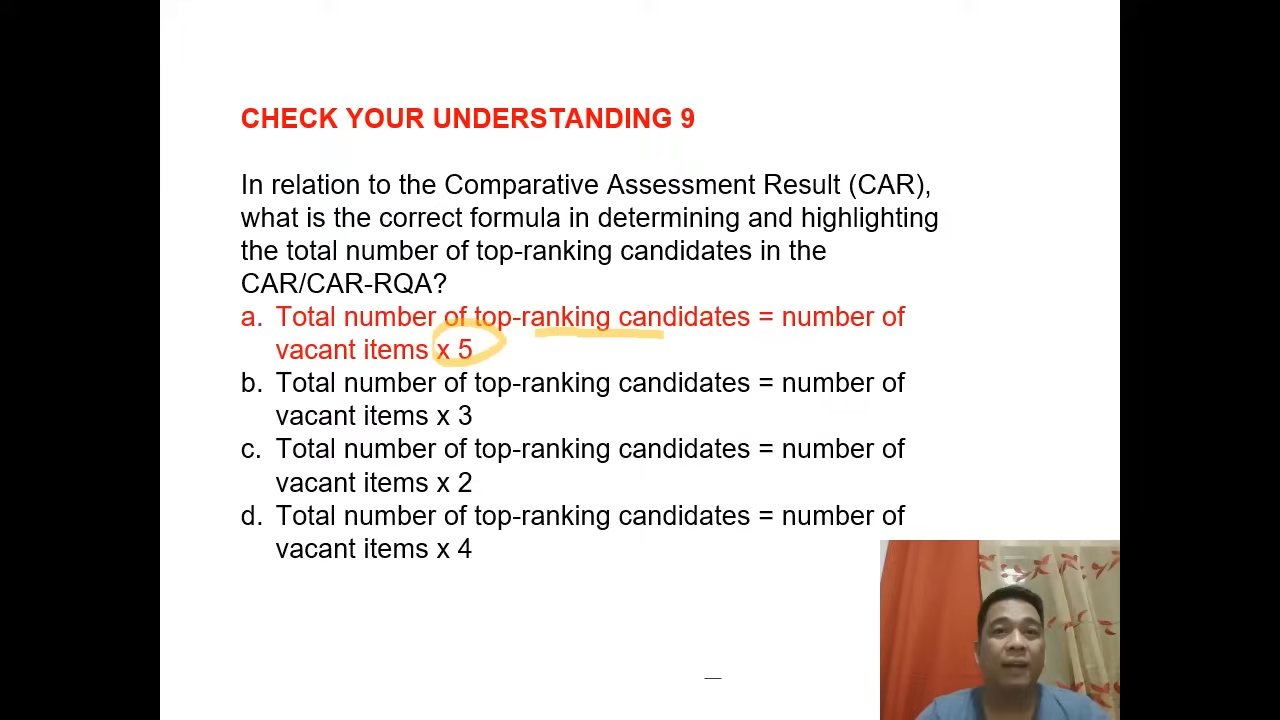 CHECK YOUR UNDERSTANDING 9
In relation to the Comparative Assessment Result (CAR),
what is the correct formula in determining and highlighting
the total number of top-ranking candidates in the
CAR/CAR-RQA?
a. Total number of top-ranking candidates = number of
vacant items x 5
b. Total number of top-ranking candidates = number of
vacant items x 3
c. Total number of top-ranking candidates = number of
vacant items x 2
d. Total number of top-ranking candidates = number of
vacant items x 4